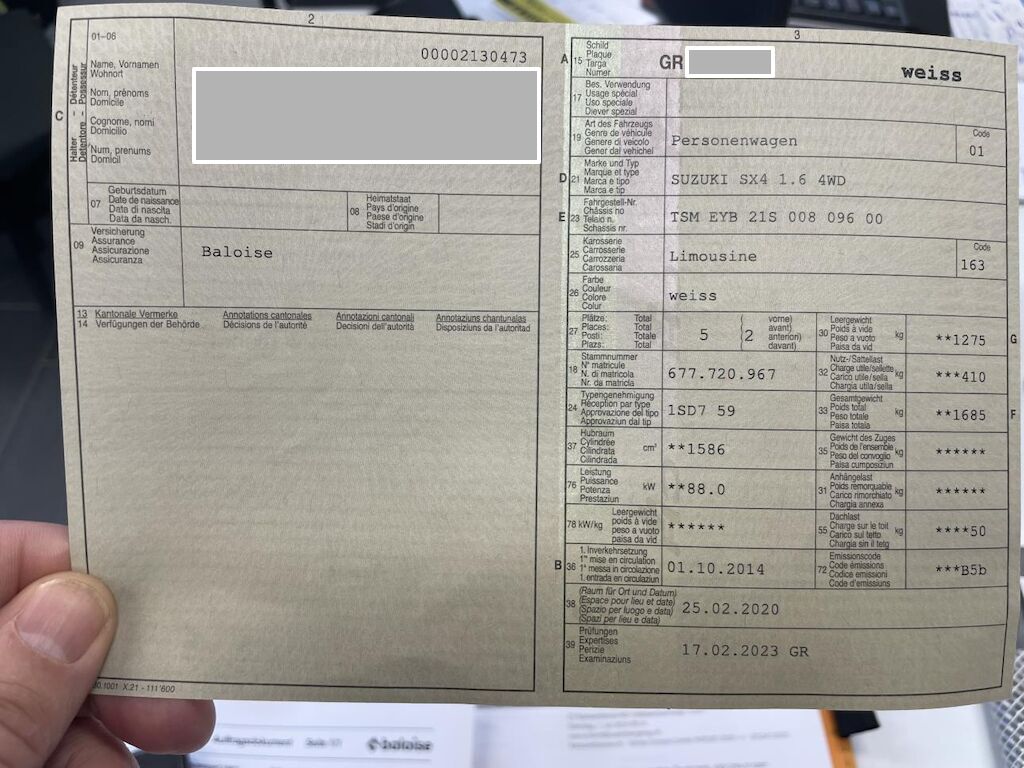 2
01–06
00002130473
Halter - Détenteur
Detentore - Possessur
C
Name, Vornamen
Wohnort
Nom, prénoms
Domicile
Cognome, nomi
Domicilio
Num, prenums
Domicil
07
Geburtsdatum
Date de naissance
Data di nascita
Data da nasch.
08
Heimatstaat
Pays d'origine
Paese d'origine
Stadi d'origin
09
Versicherung
Assurance
Assicurazione
Assicuranza
Baloise
13 Kantonale Vermerke Annotations cantonales Annotazioni cantonali Annotaziuns chantunalas
14 Verfügungen der Behörde Décisions de l'autorité Decisioni dell'autorità Disposiziuns da l'autoritad
00.1001 X.21 - 111'600
3
A 15
Schild
Plaque
Targa
Numer
GR
weiss
17
Bes. Verwendung
Usage spécial
Uso speciale
Diever spezial
19
Art des Fahrzeugs
Genre de véhicule
Genere di veicolo
Gener dal vehichel
Personenwagen
Code
01
D 21
Marke und Typ
Marque et type
Marca e tipo
Marca e tip
SUZUKI SX4 1.6 4WD
E 23
Fahrgestell-Nr.
Châssis no
Telaio n.
Schassis nr.
TSM EYB 21S 008 096 00
25
Karosserie
Carrosserie
Carrozzeria
Carossaria
Limousine
Code
163
26
Farbe
Couleur
Colore
Colur
weiss
27
Plätze: Total
Places: Total
Posti: Totale
Plazs: Total
5
2
vorne)
avant)
anteriori)
davant)
30
Leergewicht
Poids à vide
Peso a vuoto
Paisa da vid
kg
**1275
G
18
Stammnummer
N° matricule
N. di matricola
Nr. da matricla
677.720.967
32
Nutz-/Sattellast
Charge utile/sellette
Carico utile/sella
Chargia utila/sella
kg
***410
24
Typengenehmigung
Réception par type
Approvazione del tipo
Approvaziun dal tip
1SD7 59
33
Gesamtgewicht
Poids total
Peso totale
Paisa totala
kg
**1685
F
37
Hubraum
Cylindrée
Cilindrata
Cilindrada
cm³
**1586
35
Gewicht des Zuges
Poids de l'ensemble
Peso del convoglio
Paisa cumposiziun
kg
******
76
Leistung
Puissance
Potenza
Prestaziun
kW
**88.0
31
Anhängelast
Poids remorquable
Carico rimorchiato
Chargia annexa
kg
******
78 kW/kg
Leergewicht
poids à vide
peso a vuoto
paisa da vid
******
55
Dachlast
Charge sur le toit
Carico sul tetto
Chargia sin il tetg
kg
****50
B 36
1. Inverkehrsetzung
1re mise en circulation
1a messa in circolazione
1. entrada en circulaziun
01.10.2014
72
Emissionscode
Code émissions
Codice emissioni
Code d'emissiuns
***B5b
38
(Raum für Ort und Datum)
(Espace pour lieu et date)
(Spazio per luogo e data)
(Spazi per lieu e data)
25.02.2020
39
Prüfungen
Expertises
Perizie
Examinaziuns
17.02.2023 GR
Auftragsdokument Seite 1/1
baloise